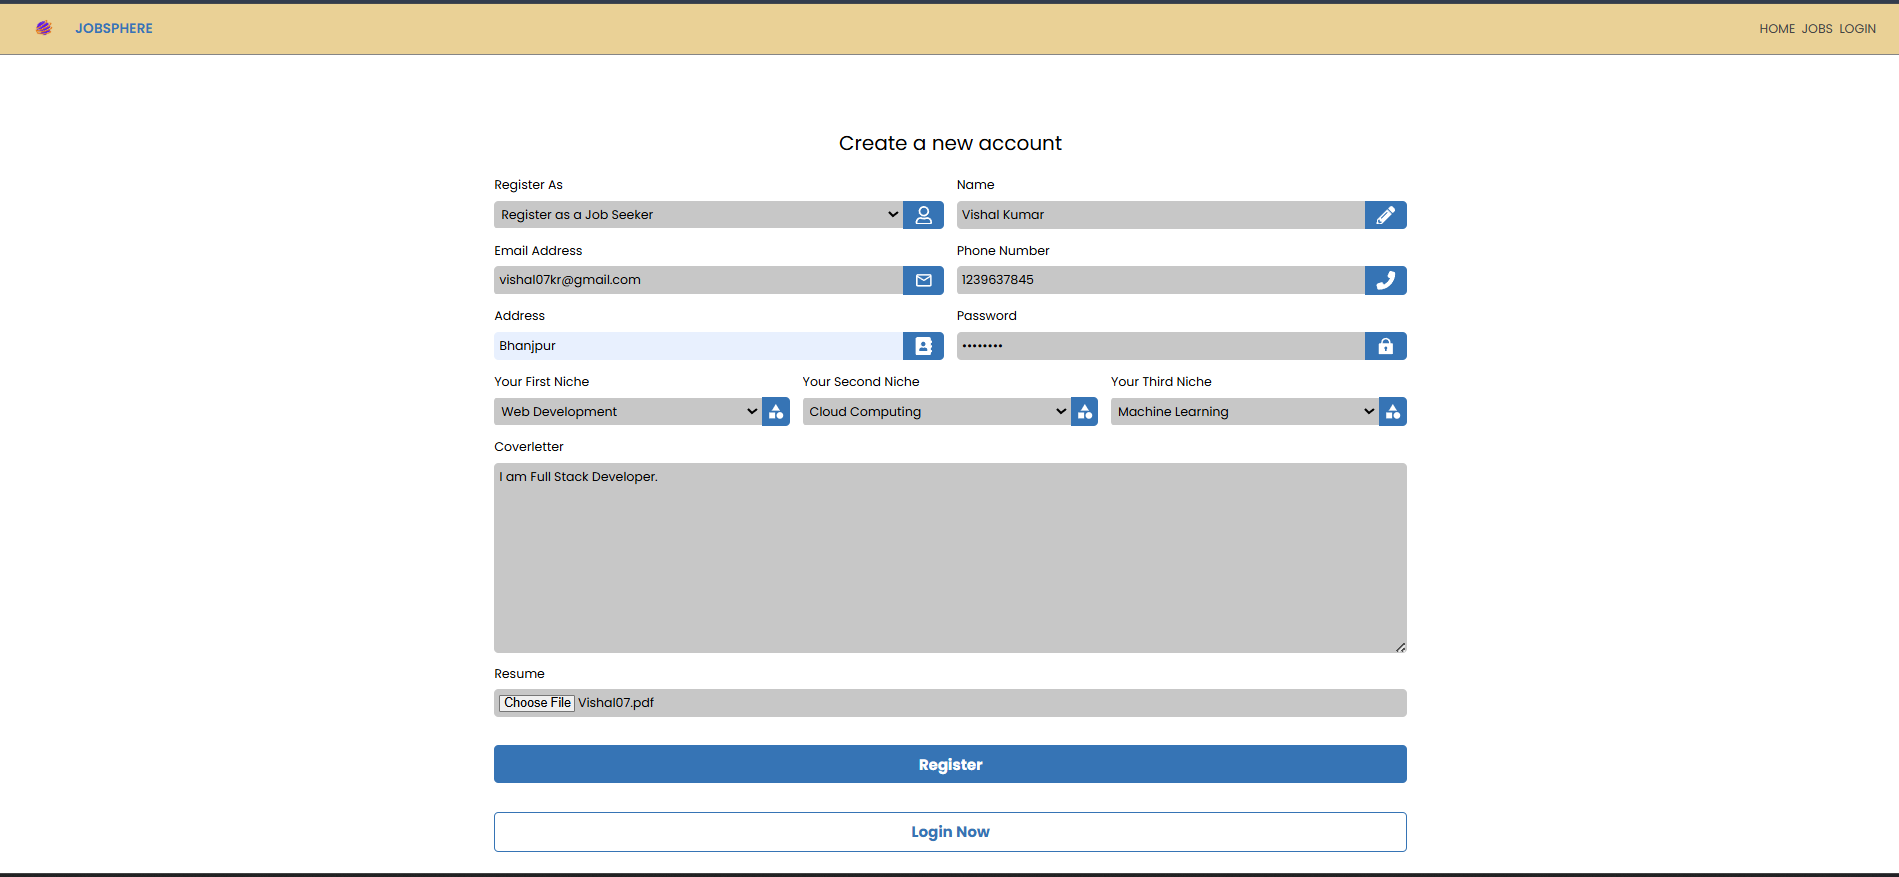 JOBSPHERE
HOME JOBS LOGIN
Create a new account
Register As
Name
Register as a Job Seeker
Vishal Kumar
Email Address
Phone Number
vishal07kr@gmail.com
1239637845
Address
Password
Bhanjpur
••••••••
Your First Niche
Your Second Niche
Your Third Niche
Web Development
Cloud Computing
Machine Learning
Coverletter
I am Full Stack Developer.
Resume
Choose File Vishal07.pdf
Register
Login Now